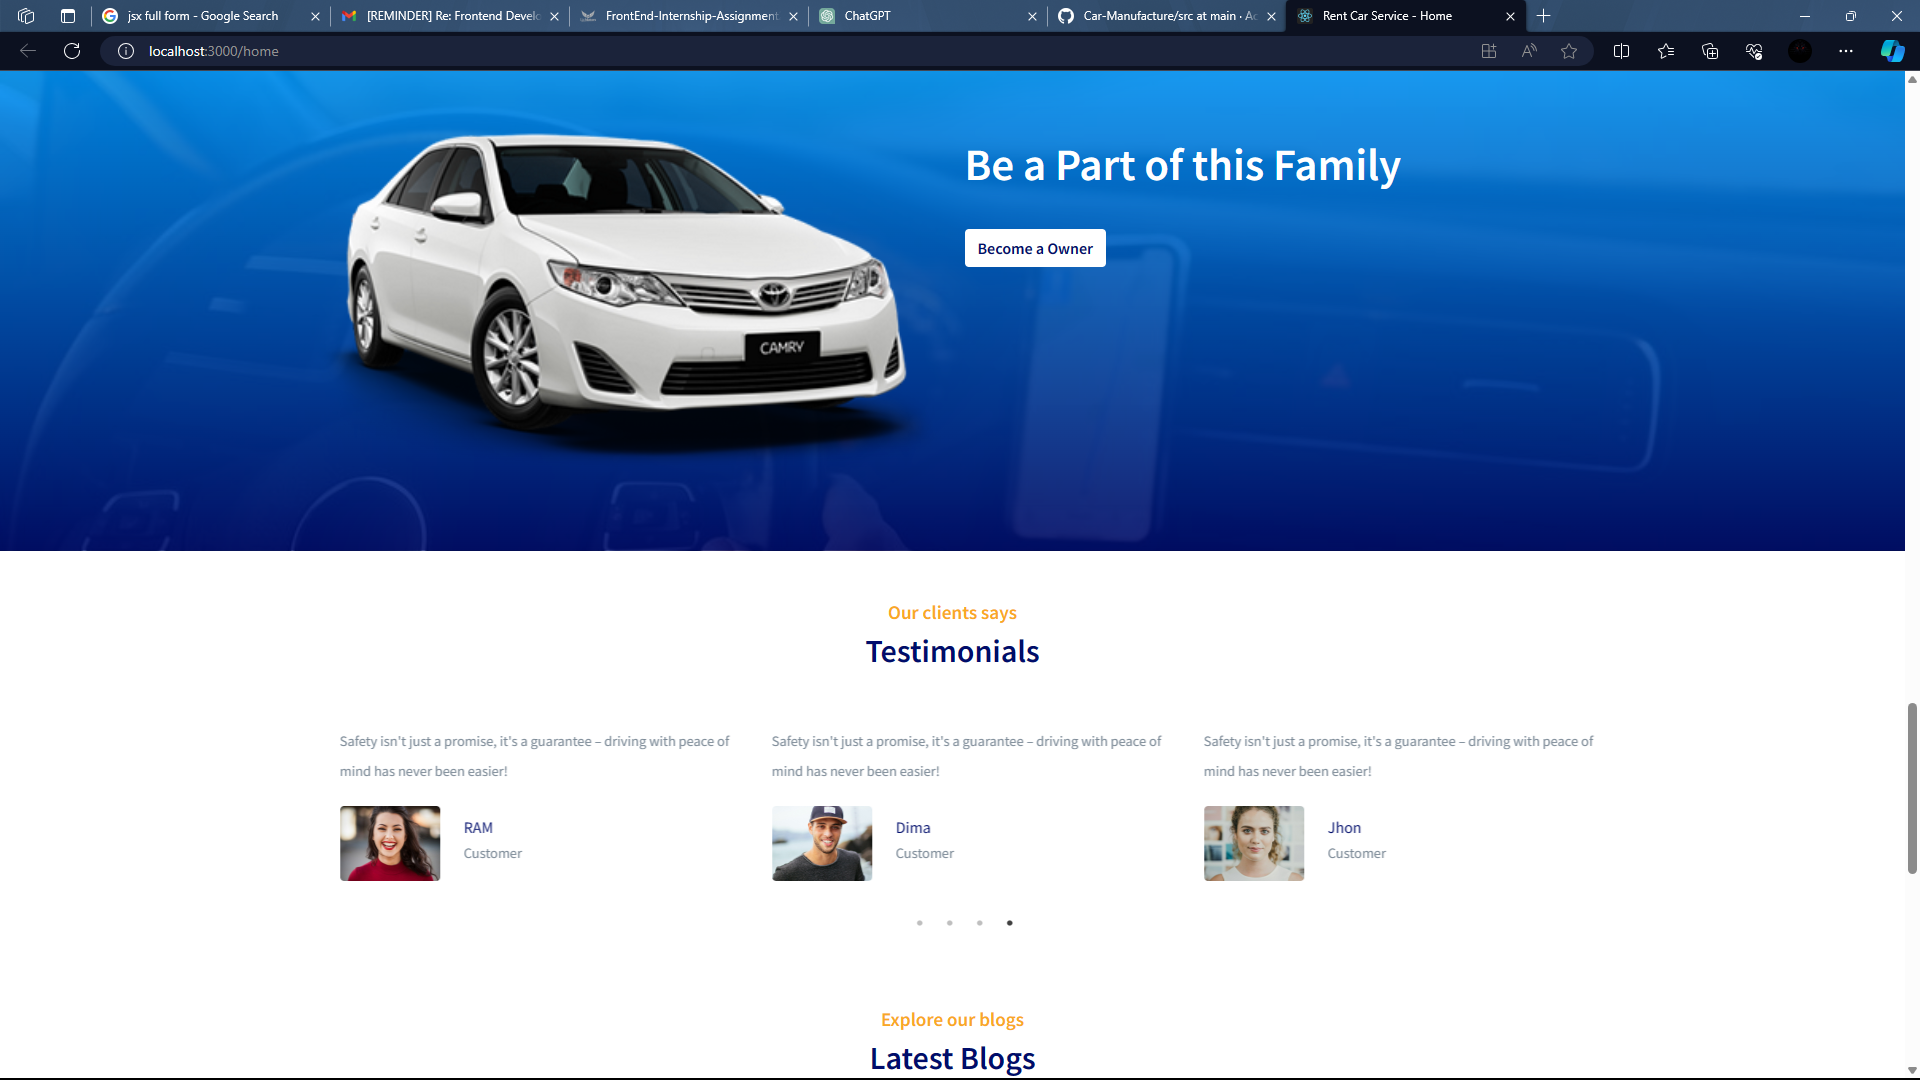 jsx full form - Google Search
[REMINDER] Re: Frontend Develo
FrontEnd-Internship-Assignment
ChatGPT
Car-Manufacture/src at main · Ac
Rent Car Service - Home
localhost:3000/home
Be a Part of this Family
Become a Owner
CAMRY
Our clients says
Testimonials
Safety isn't just a promise, it's a guarantee – driving with peace of
mind has never been easier!
RAM
Customer
Safety isn't just a promise, it's a guarantee – driving with peace of
mind has never been easier!
Dima
Customer
Safety isn't just a promise, it's a guarantee – driving with peace of
mind has never been easier!
Jhon
Customer
Explore our blogs
Latest Blogs